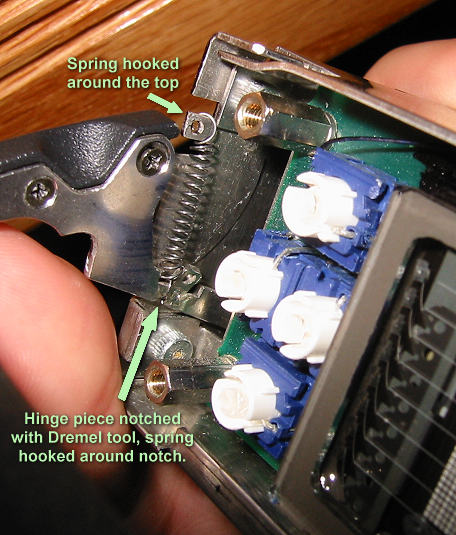 Spring hooked
around the top
Hinge piece notched
with Dremel tool, spring
hooked around notch.